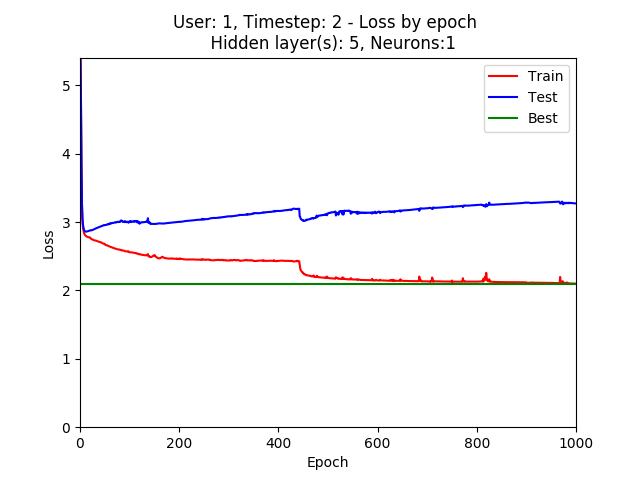 User: 1, Timestep: 2 - Loss by epoch
Hidden layer(s): 5, Neurons:1
Train
Test
Best
5
4
3
2
1
0
Loss
0 200 400 600 800 1000
Epoch